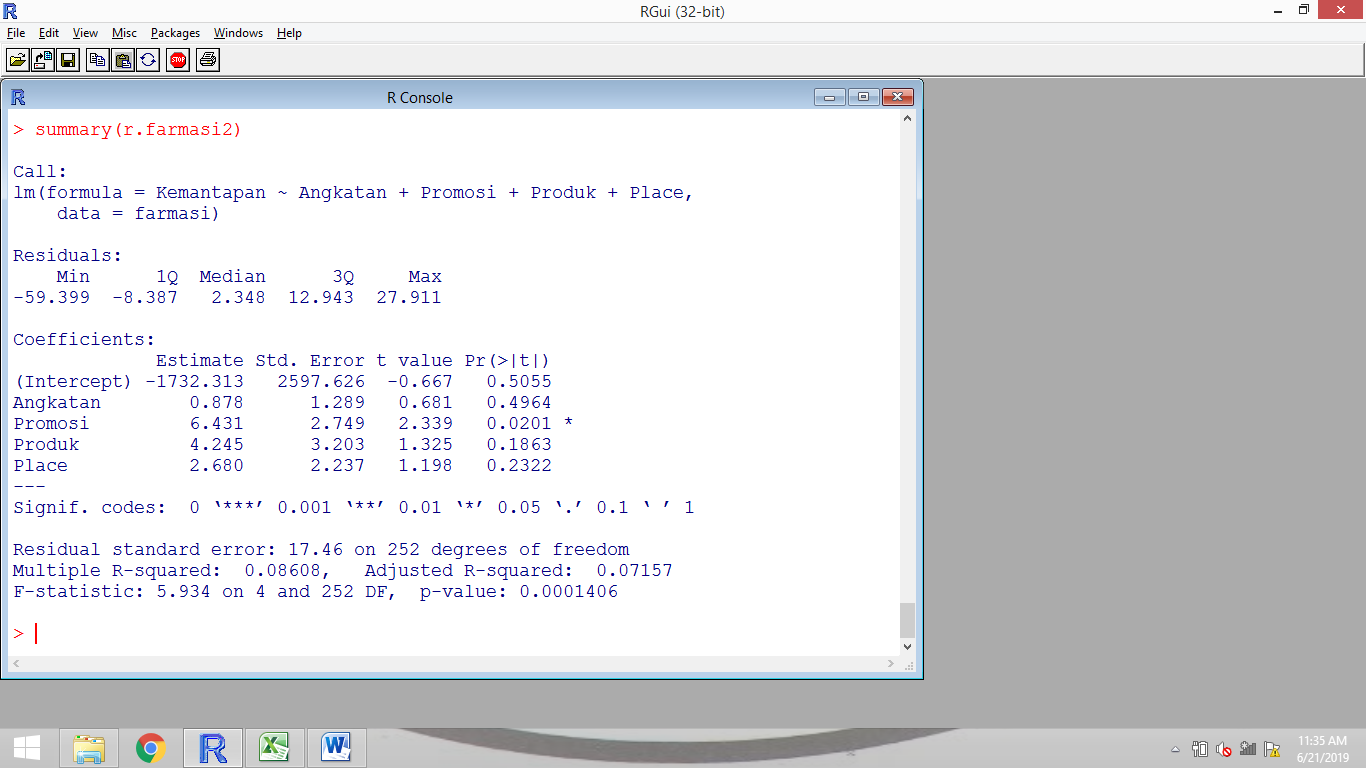 RGui (32-bit)
File Edit View Misc Packages Windows Help
STOP
R Console
> summary(r.farmasi2)
Call:
lm(formula = Kemantapan ~ Angkatan + Promosi + Produk + Place,
    data = farmasi)
Residuals:
    Min      1Q  Median      3Q     Max
-59.399  -8.387   2.348  12.943  27.911
Coefficients:
             Estimate Std. Error t value Pr(>|t|)
(Intercept) -1732.313   2597.626  -0.667   0.5055
Angkatan        0.878      1.289   0.681   0.4964
Promosi         6.431      2.749   2.339   0.0201 *
Produk          4.245      3.203   1.325   0.1863
Place           2.680      2.237   1.198   0.2322
---
Signif. codes:  0 ‘***’ 0.001 ‘**’ 0.01 ‘*’ 0.05 ‘.’ 0.1 ‘ ’ 1
Residual standard error: 17.46 on 252 degrees of freedom
Multiple R-squared:  0.08608,   Adjusted R-squared:  0.07157
F-statistic: 5.934 on 4 and 252 DF,  p-value: 0.0001406
>
11:35 AM
6/21/2019